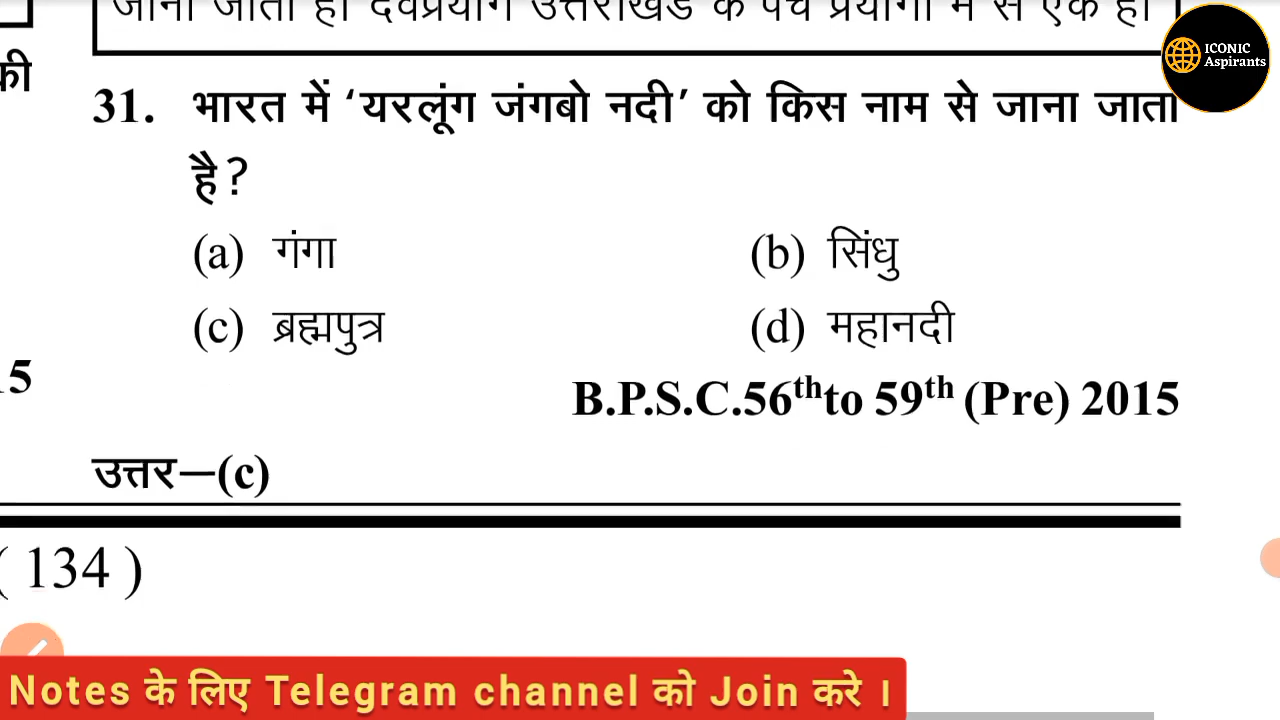 जाना जाता है। देवप्रयाग उत्तराखंड के पंच प्रयागों में से एक है।
ICONIC
Aspirants
की
31. भारत में ‘यरलूंग जंगबो नदी’ को किस नाम से जाना जाता
है?
(a) गंगा (b) सिंधु
(c) ब्रह्मपुत्र (d) महानदी
15
B.P.S.C.56th to 59th (Pre) 2015
उत्तर—(c)
( 134 )
Notes के लिए Telegram channel को Join करे ।